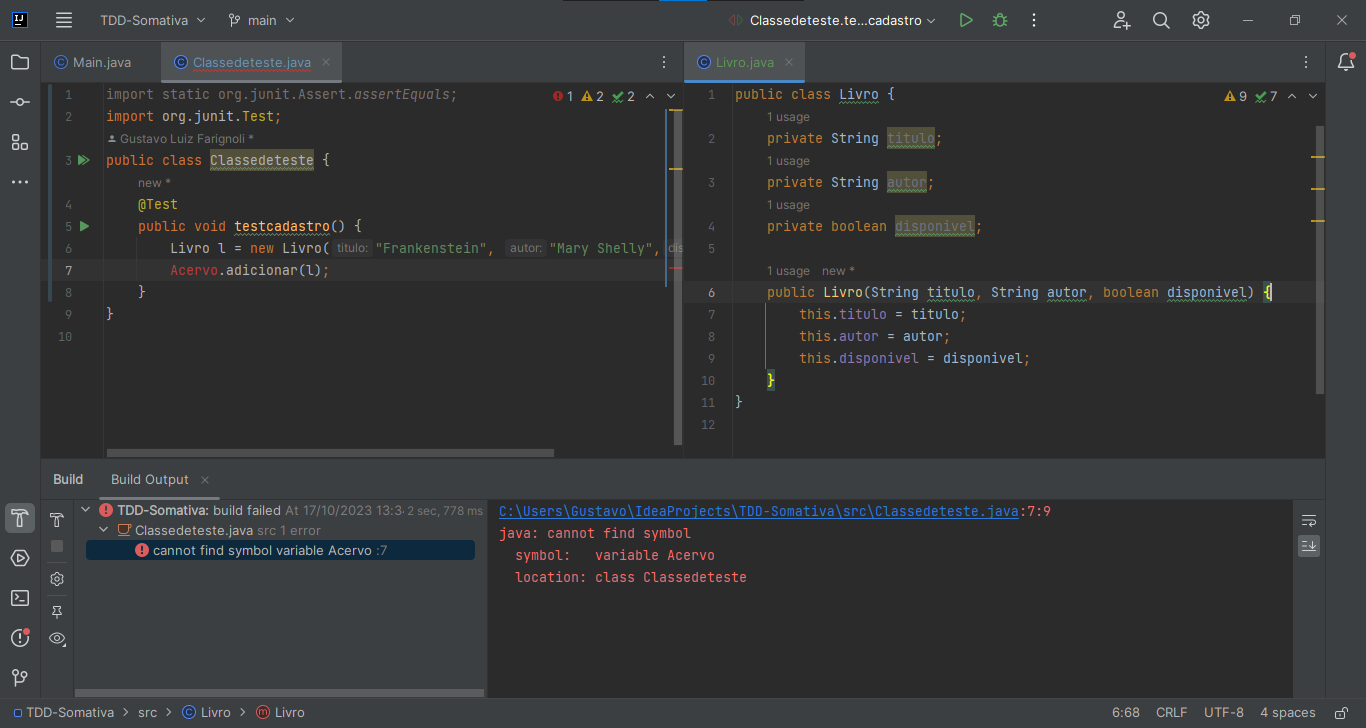 IJ TDD-Somativa main Classedeteste.te...cadastro
Main.java Classedeteste.java Livro.java
1 import static org.junit.Assert.assertEquals; 1 2 2
2 import org.junit.Test;
Gustavo Luiz Farignoli *
3 public class Classedeteste {
new *
4 @Test
5 public void testcadastro() {
6 Livro l = new Livro( titulo: "Frankenstein", autor: "Mary Shelly", dis
7 Acervo.adicionar(l);
8 }
9 }
10
1 public class Livro { 9 7
1 usage
2 private String titulo;
1 usage
3 private String autor;
1 usage
4 private boolean disponivel;
5
1 usage new *
6 public Livro(String titulo, String autor, boolean disponivel) {
7 this.titulo = titulo;
8 this.autor = autor;
9 this.disponivel = disponivel;
10 }
11 }
12
Build Build Output
TDD-Somativa: build failed At 17/10/2023 13:3 2 sec, 778 ms
Classedeteste.java src 1 error
cannot find symbol variable Acervo :7
C:\Users\Gustavo\IdeaProjects\TDD-Somativa\src\Classedeteste.java:7:9
java: cannot find symbol
symbol: variable Acervo
location: class Classedeteste
TDD-Somativa > src > Livro > Livro 6:68 CRLF UTF-8 4 spaces